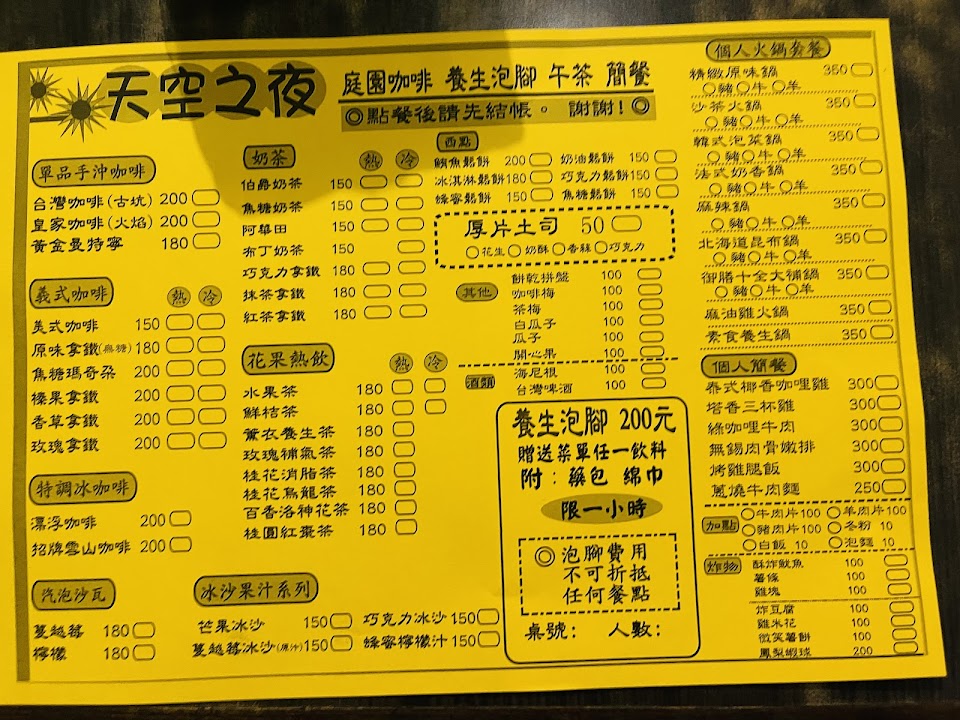 天空之夜
庭園咖啡 養生泡腳 午茶 簡餐
◎點餐後請先結帳。 謝謝!◎
單品手沖咖啡
台灣咖啡(古坑) 200
皇家咖啡(火焰) 200
黃金曼特寧 180
義式咖啡 熱 冷
美式咖啡 150
原味拿鐵(無糖) 180
焦糖瑪奇朵 200
榛果拿鐵 200
香草拿鐵 200
玫瑰拿鐵 200
特調冰咖啡
漂浮咖啡 200
招牌雪山咖啡 200
汽泡沙瓦
蔓越莓 180
檸檬 180
奶茶 熱 冷
伯爵奶茶 150
焦糖奶茶 150
阿華田 150
布丁奶茶 150
巧克力拿鐵 180
抹茶拿鐵 180
紅茶拿鐵 180
花果熱飲 熱 冷
水果茶 180
鮮桔茶 180
薰衣養生茶 180
玫瑰補氣茶 180
桂花消脂茶 180
桂花烏龍茶 180
百香洛神花茶 180
桂圓紅棗茶 180
冰沙果汁系列
芒果冰沙 150 巧克力冰沙 150
蔓越莓冰沙(原汁) 150 蜂蜜檸檬汁 150
西點
鮪魚鬆餅 200 奶油鬆餅 150
冰淇淋鬆餅 180 巧克力鬆餅 150
蜂蜜鬆餅 150 焦糖鬆餅 150
厚片土司 50
花生 奶酥 香蒜 巧克力
其他
餅乾拼盤 100
咖啡梅 100
茶梅 100
白瓜子 100
瓜子 100
開心果 100
酒類
海尼根 100
台灣啤酒 100
養生泡腳 200元
贈送菜單任一飲料
附：藥包 綿巾
限一小時
◎泡腳費用
不可折抵
任何餐點
桌號： 人數：
個人火鍋套餐
精緻原味鍋 350
豬 牛 羊
沙茶火鍋 350
豬 牛 羊
韓式泡菜鍋 350
豬 牛 羊
法式奶香鍋 350
豬 牛 羊
麻辣鍋 350
豬 牛 羊
北海道昆布鍋 350
豬 牛 羊
御膳十全大補鍋 350
豬 牛 羊
麻油雞火鍋 350
素食養生鍋 350
個人簡餐
泰式椰香咖哩雞 300
塔香三杯雞 300
綠咖哩牛肉 300
無錫肉骨嫩排 300
烤雞腿飯 300
蔥燒牛肉麵 250
加點
牛肉片100 羊肉片100
豬肉片100 冬粉 10
白飯 10 泡麵 10
炸物
酥炸魷魚 100
薯條 100
雞塊 100
炸豆腐 100
雞米花 100
微笑薯餅 100
鳳梨蝦球 200